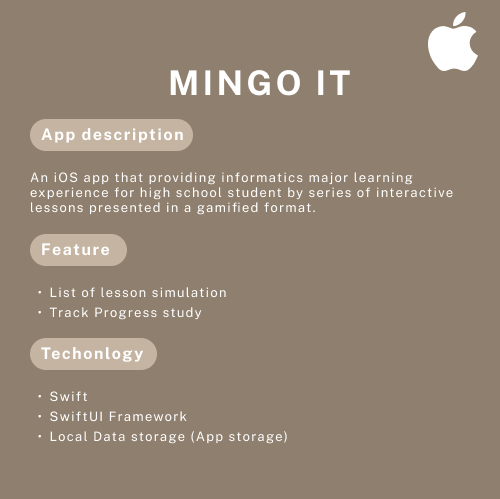 MINGO IT
App description
An iOS app that providing informatics major learning
experience for high school student by series of interactive
lessons presented in a gamified format.
Feature
• List of lesson simulation
• Track Progress study
Techonlogy
• Swift
• SwiftUI Framework
• Local Data storage (App storage)